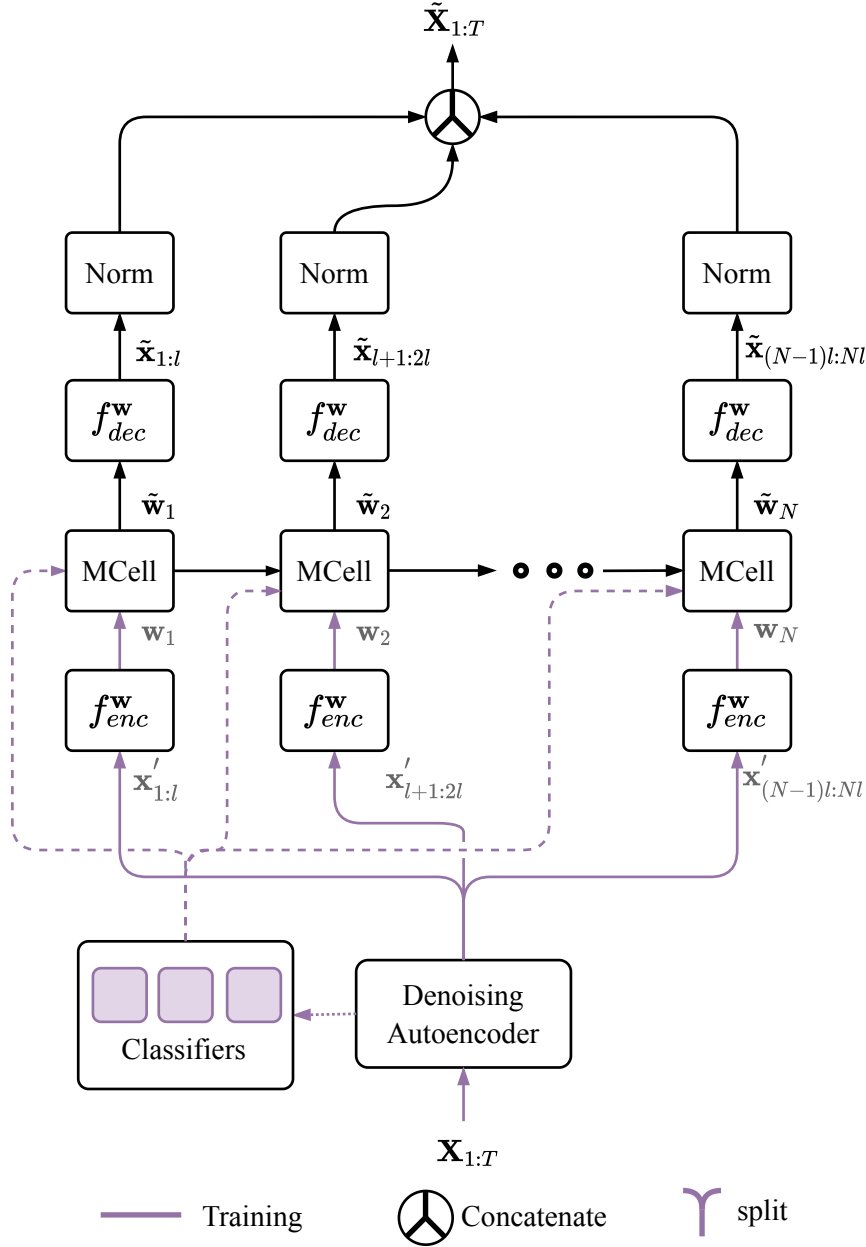 X̃₁:T
Norm Norm Norm
x̃₁:l x̃l+1:2l x̃(N−1)l:Nl
f^w_dec f^w_dec f^w_dec
w̃₁ w̃₂ w̃N
MCell MCell MCell
w₁ w₂ wN
f^w_enc f^w_enc f^w_enc
x′₁:l x′l+1:2l x′(N−1)l:Nl
Denoising
Autoencoder
Classifiers
X₁:T
Training Concatenate split